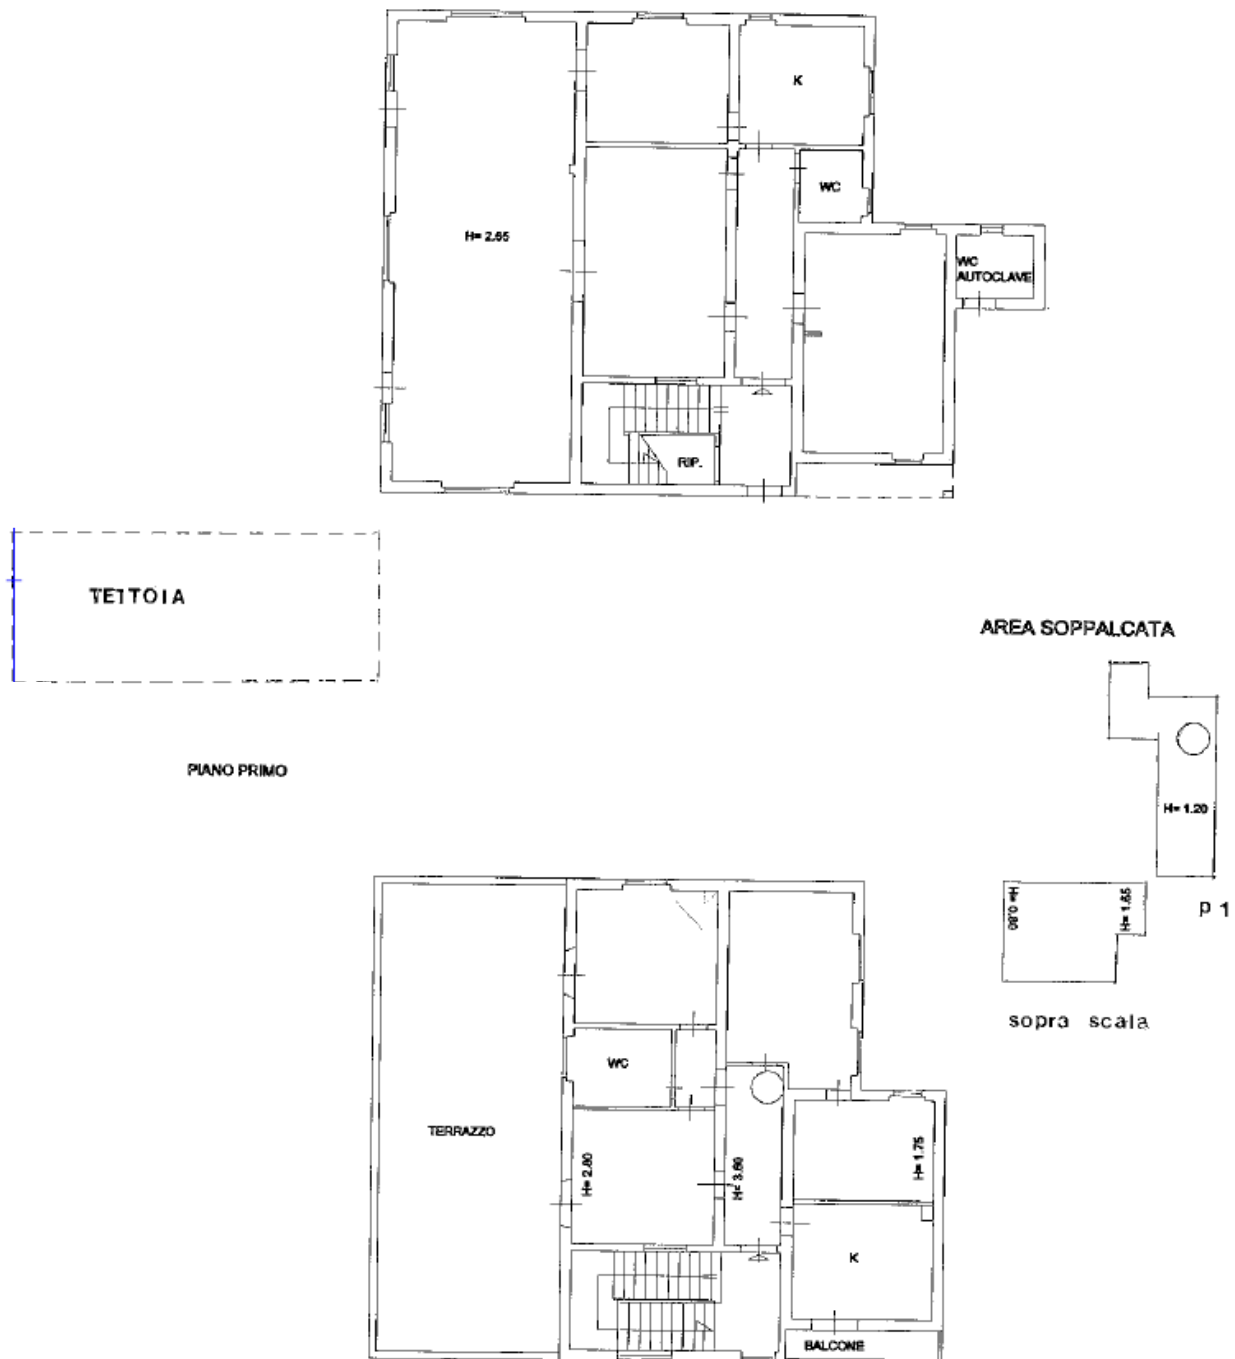 K
WC
H= 2.65
WC
AUTOCLAVE
RIP.
TETTOIA
AREA SOPPALCATA
PIANO PRIMO
H= 1.20
H= 0.80
H= 1.65
p 1
sopra scala
WC
TERRAZZO
H= 2.80
H= 3.60
H= 1.75
K
BALCONE